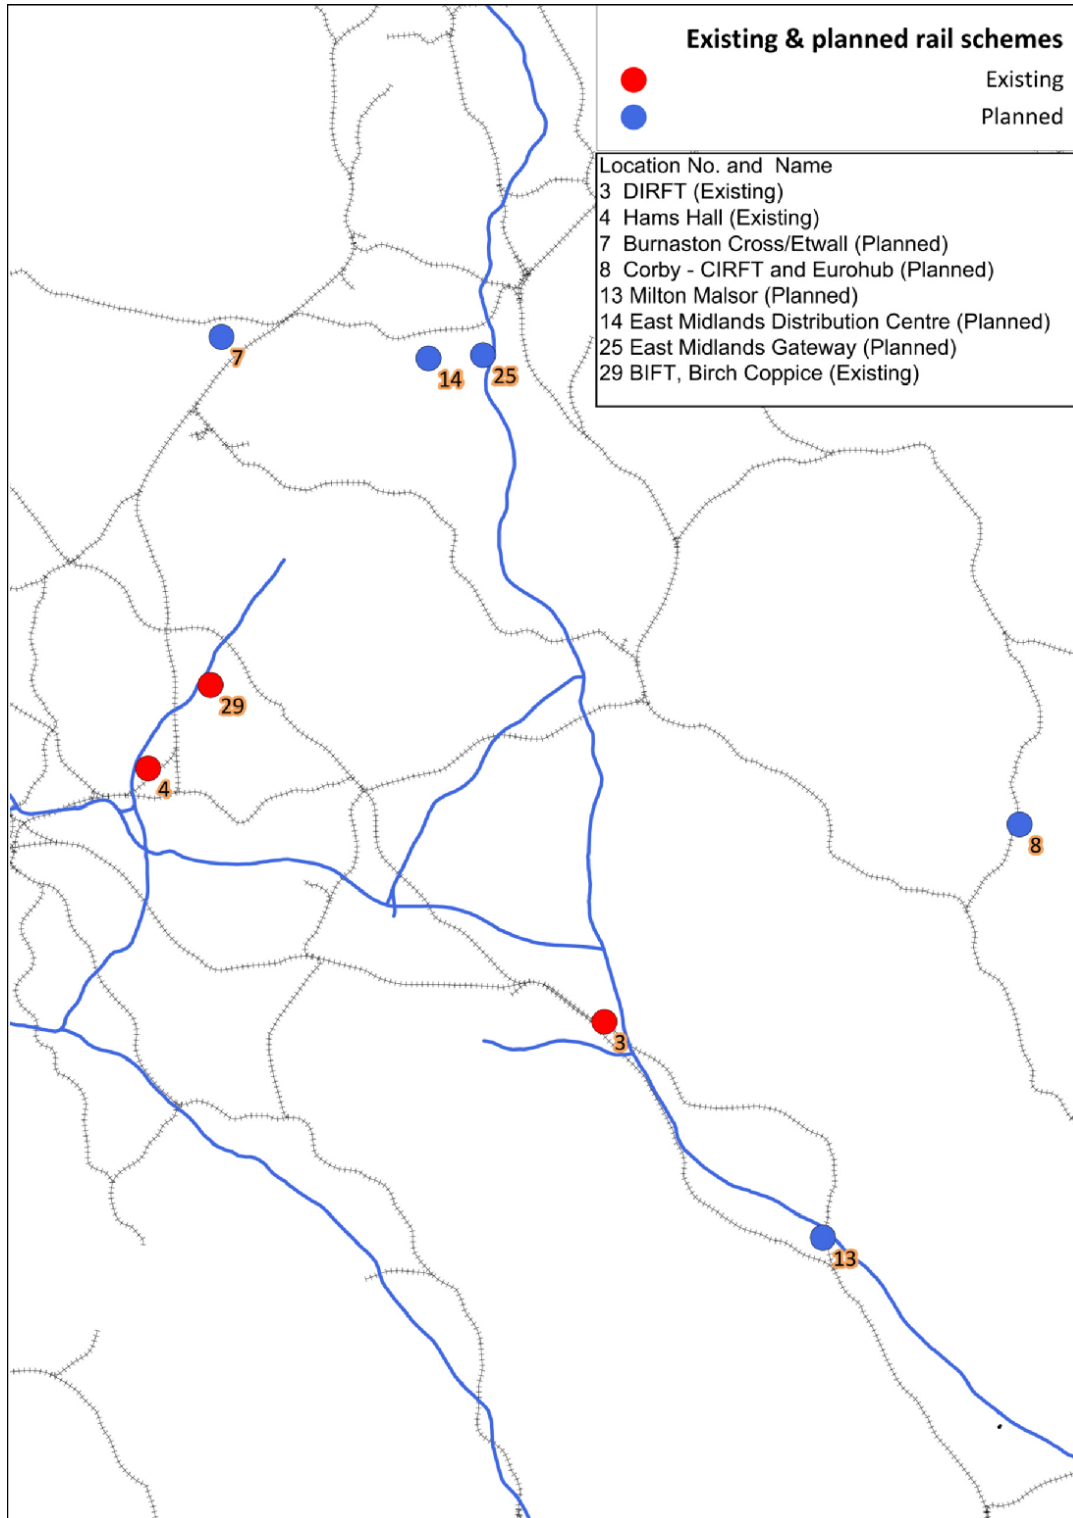 Existing & planned rail schemes
Existing
Planned
Location No. and Name
3 DIRFT (Existing)
4 Hams Hall (Existing)
7 Burnaston Cross/Etwall (Planned)
8 Corby - CIRFT and Eurohub (Planned)
13 Milton Malsor (Planned)
14 East Midlands Distribution Centre (Planned)
25 East Midlands Gateway (Planned)
29 BIFT, Birch Coppice (Existing)
7
14
25
29
4
8
3
13